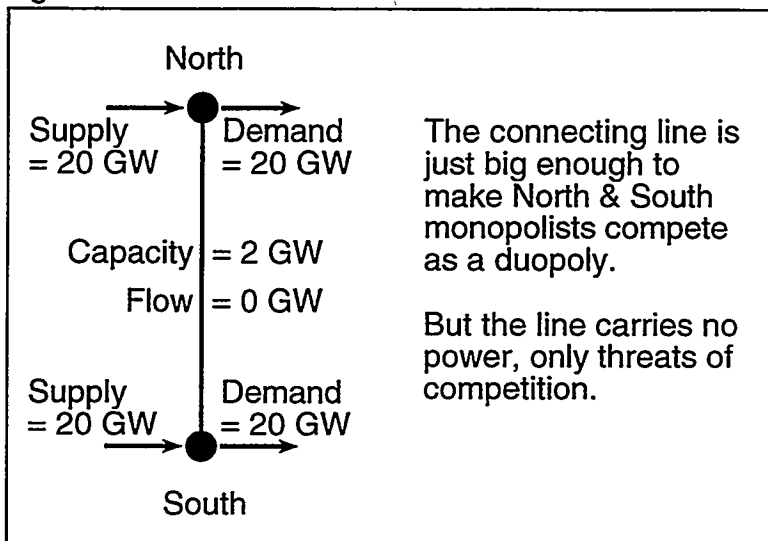 North
Supply
= 20 GW
Demand
= 20 GW
Capacity = 2 GW
Flow = 0 GW
Supply
= 20 GW
Demand
= 20 GW
South
The connecting line is
just big enough to
make North & South
monopolists compete
as a duopoly.
But the line carries no
power, only threats of
competition.